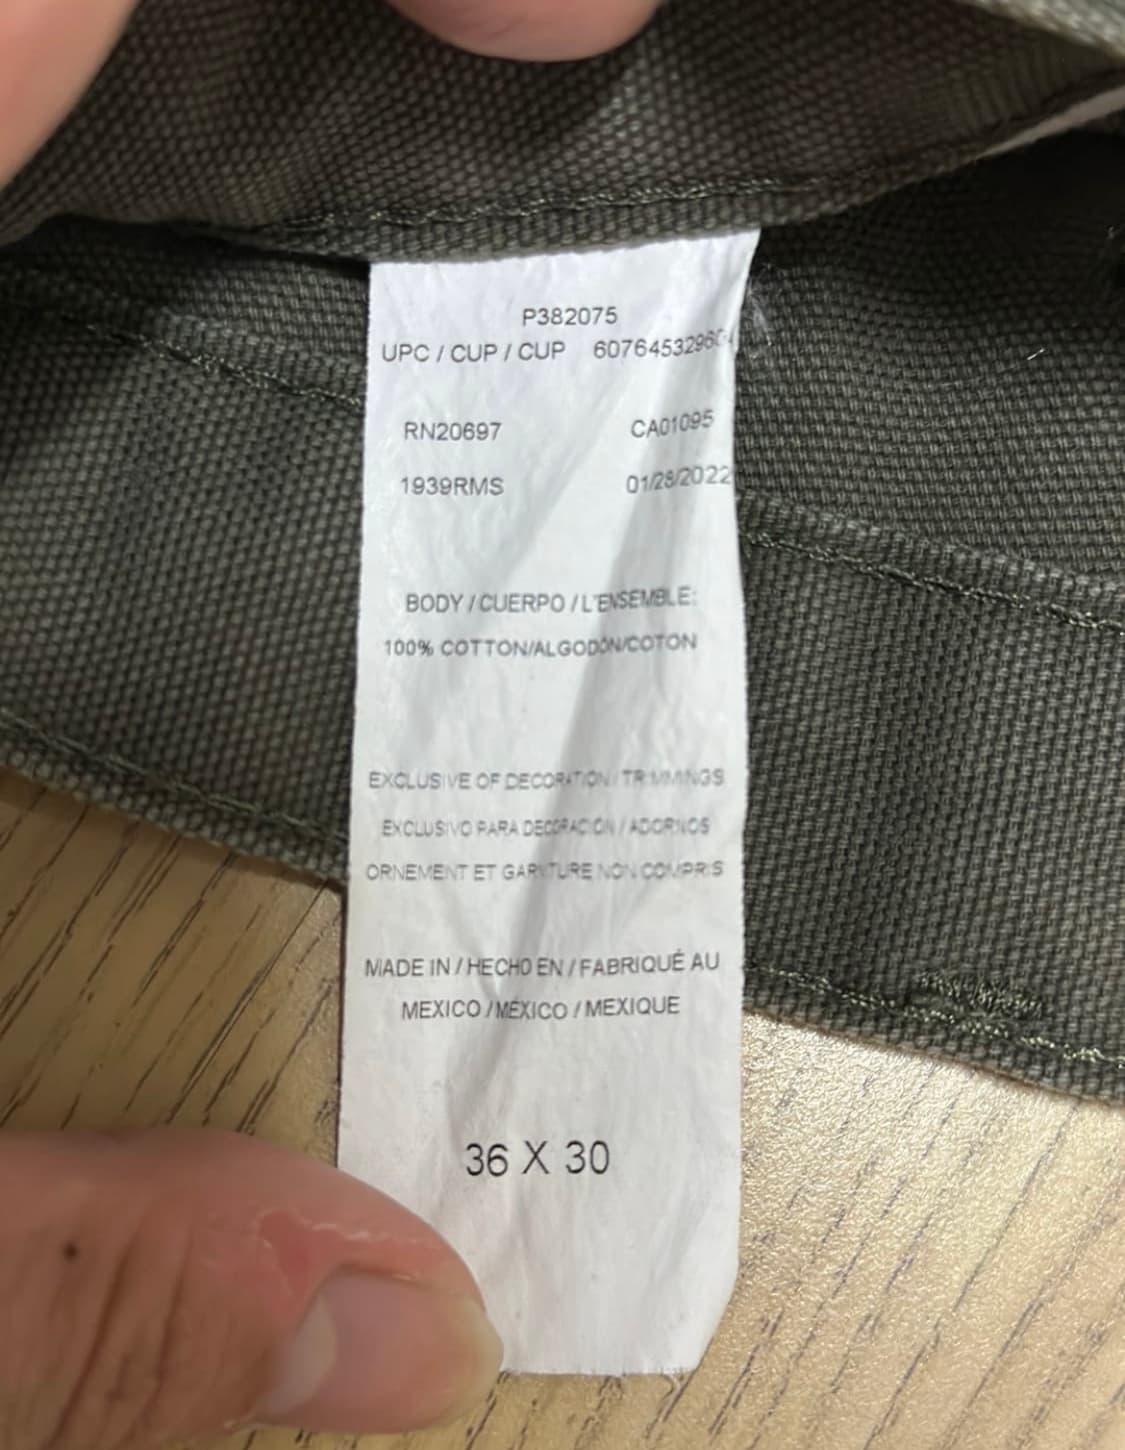 P382075
UPC / CUP / CUP
RN20697 CA01095
1939RMS 01/28/2022
BODY / CUERPO / L'ENSEMBLE:
100% COTTON/ALGODÓN/COTON
EXCLUSIVE OF DECORATION / TRIMMINGS
EXCLUSIVO PARA DECORACIÓN / ADORNOS
ORNEMENT ET GARNITURE NON COMPRIS
MADE IN / HECHO EN / FABRIQUÉ AU
MEXICO / MÉXICO / MEXIQUE
36 X 30